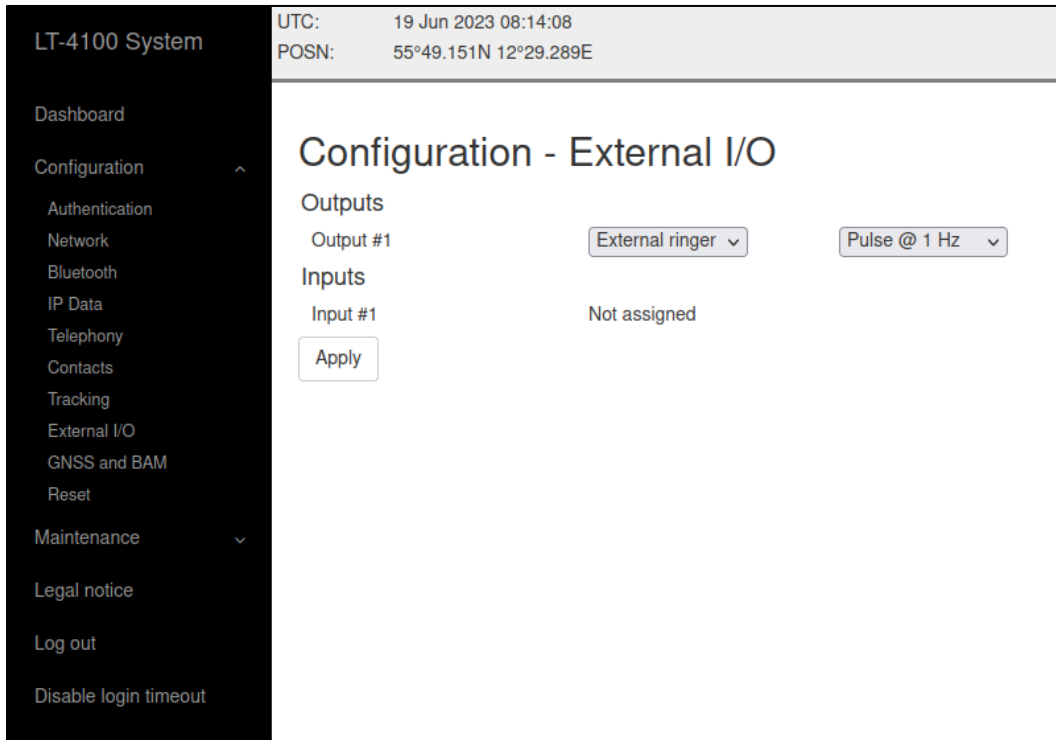 LT-4100 System
UTC: 19 Jun 2023 08:14:08
POSN: 55°49.151N 12°29.289E
Dashboard
Configuration
Authentication
Network
Bluetooth
IP Data
Telephony
Contacts
Tracking
External I/O
GNSS and BAM
Reset
Maintenance
Legal notice
Log out
Disable login timeout
Configuration - External I/O
Outputs
Output #1 External ringer Pulse @ 1 Hz
Inputs
Input #1 Not assigned
Apply